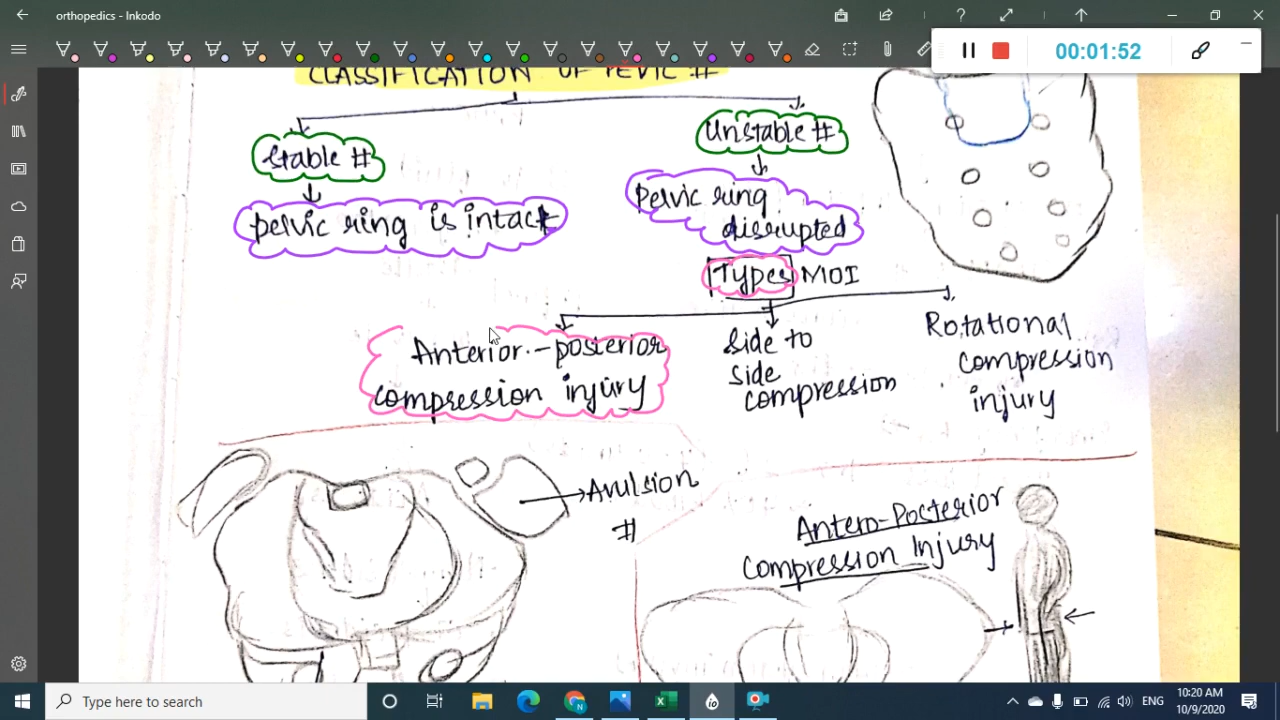 orthopedics - Inkodo
00:01:52
CLASSIFICATION OF PEVIC #
Stable #
Unstable #
pelvic ring is intact
pelvic ring
disrupted
Types MOI
Anterior - posterior
compression injury
Side to
side
compression
Rotational
compression
injury
Avulsion
#
Antero-Posterior
Compression Injury
Type here to search
ENG
10:20 AM
10/9/2020